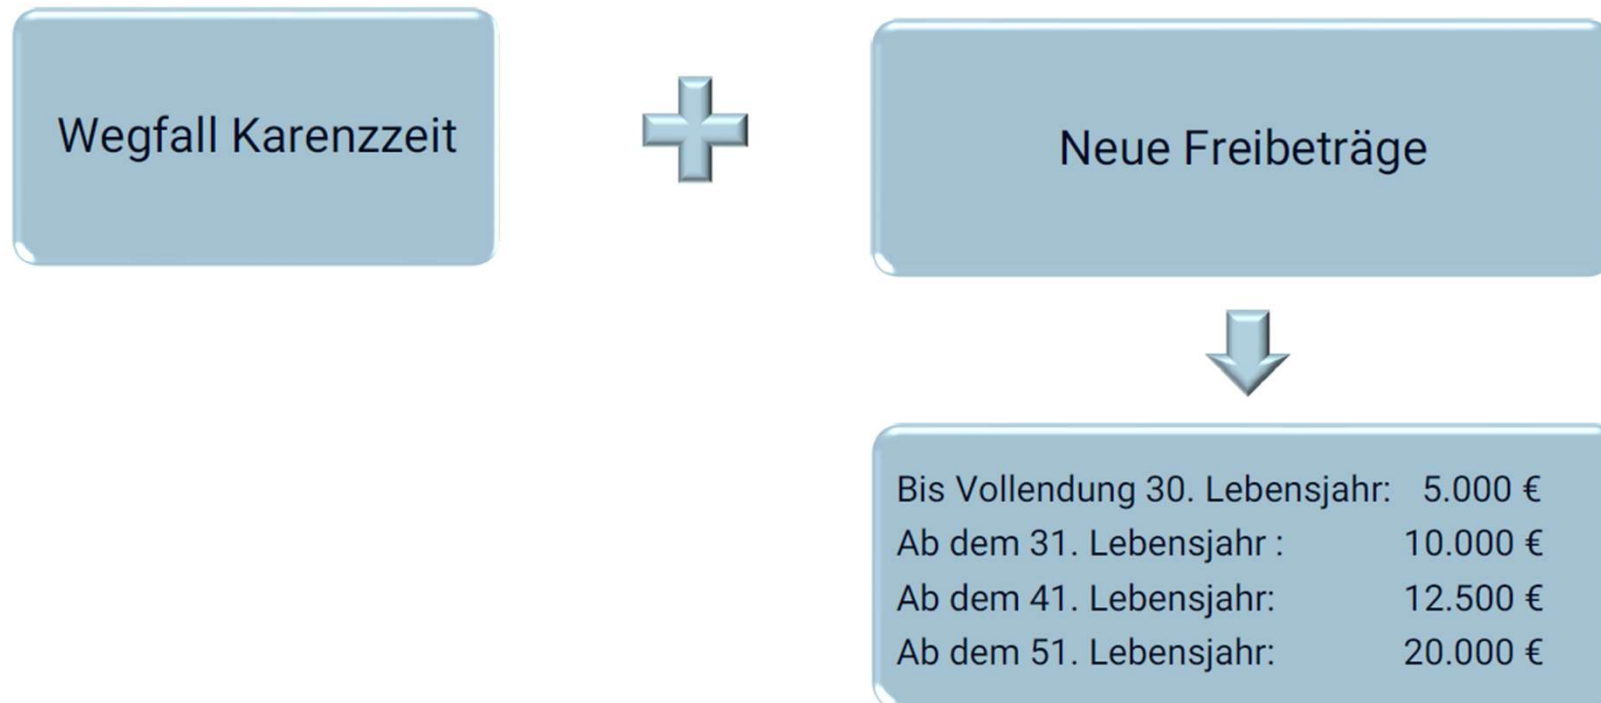 Wegfall Karenzzeit
Neue Freibeträge
Bis Vollendung 30. Lebensjahr: 5.000 €
Ab dem 31. Lebensjahr : 10.000 €
Ab dem 41. Lebensjahr: 12.500 €
Ab dem 51. Lebensjahr: 20.000 €